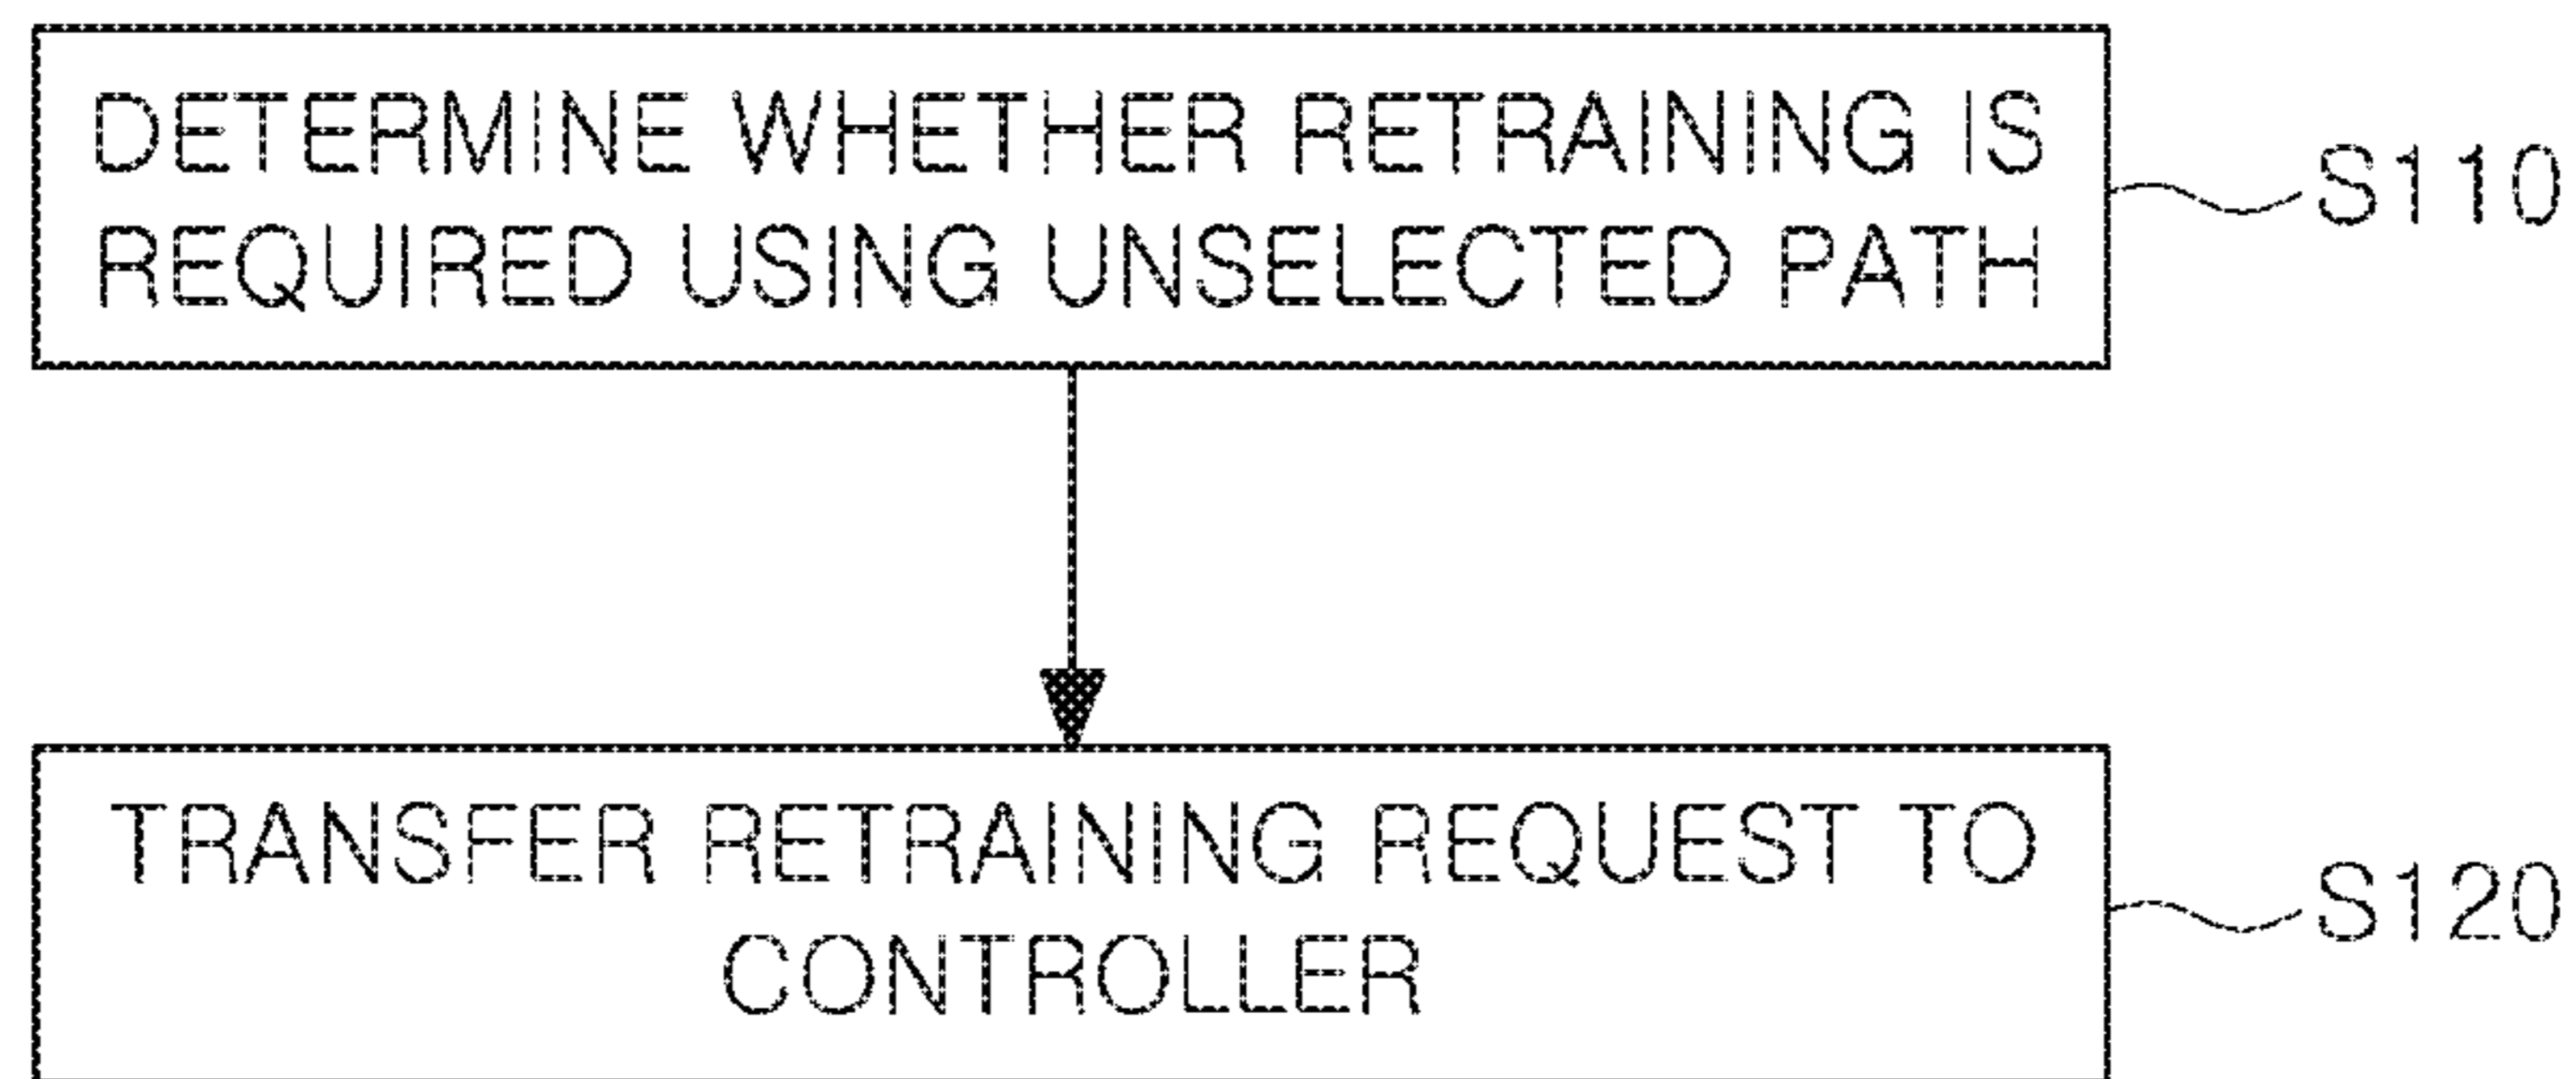 DETERMINE WHETHER RETRAINING IS
REQUIRED USING UNSELECTED PATH
S110
TRANSFER RETRAINING REQUEST TO
CONTROLLER
S120